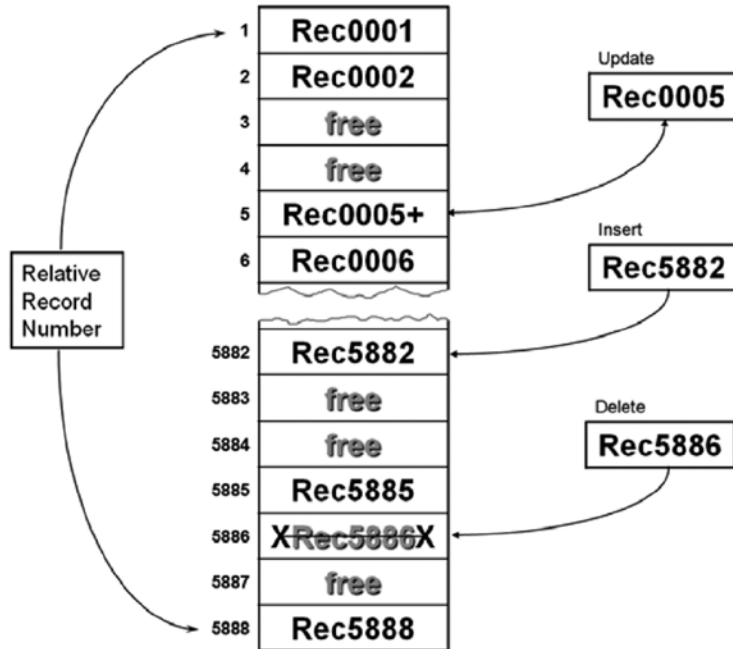 1 Rec0001
2 Rec0002
3 free
4 free
5 Rec0005+
6 Rec0006
5882 Rec5882
5883 free
5884 free
5885 Rec5885
5886 XRec5886X
5887 free
5888 Rec5888
Relative
Record
Number
Update
Rec0005
Insert
Rec5882
Delete
Rec5886